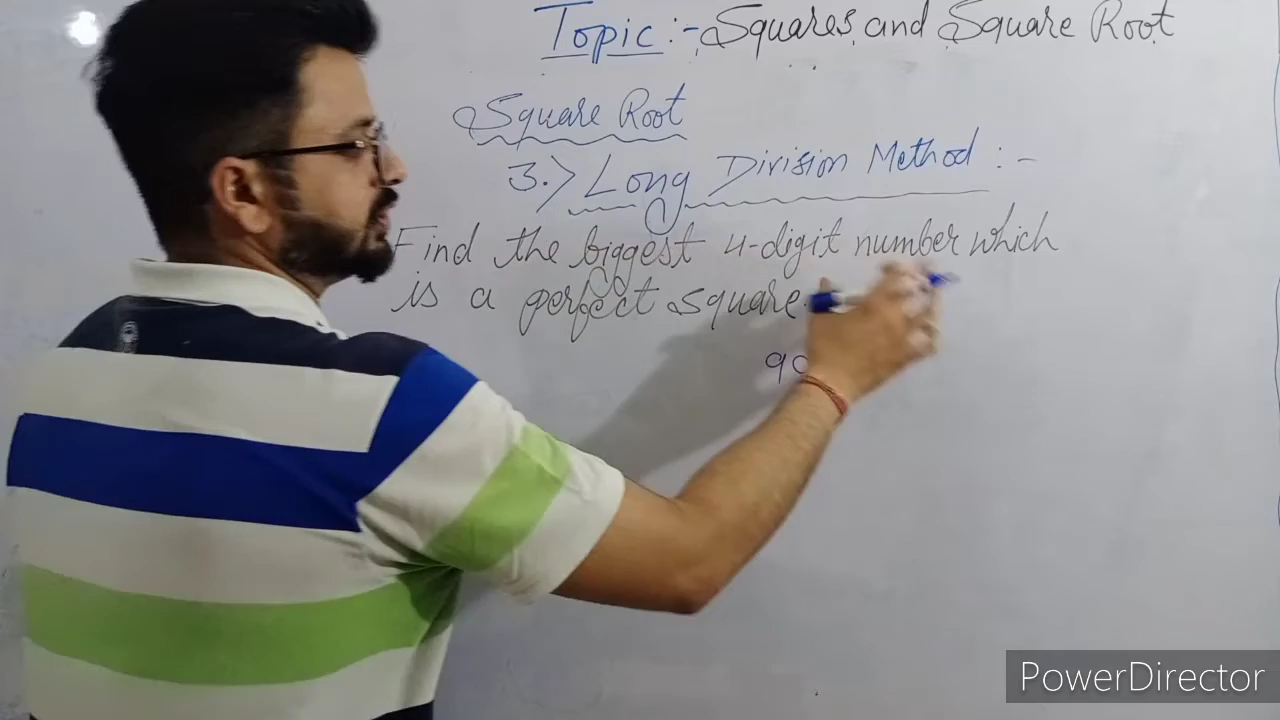 Topic :- Squares and Square Root
Square Root
3.> Long Division Method :-
Find the biggest 4-digit number which
is a perfect square.
99
PowerDirector